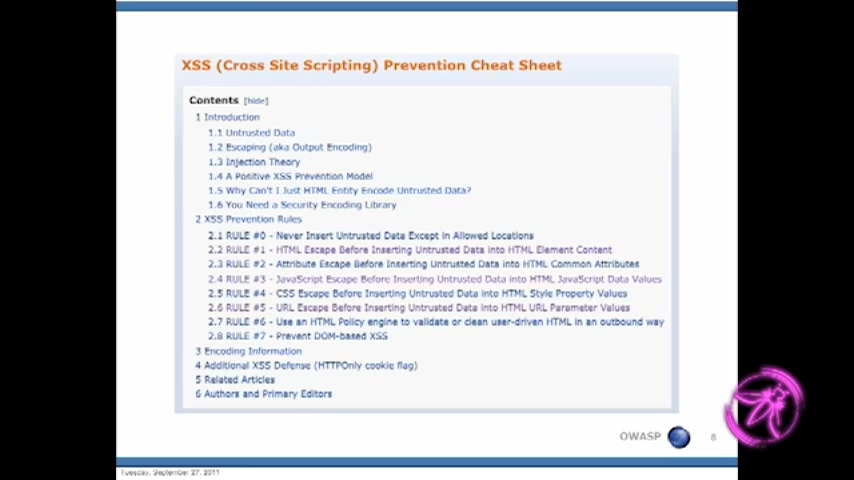 XSS (Cross Site Scripting) Prevention Cheat Sheet
Contents [hide]
1 Introduction
1.1 Untrusted Data
1.2 Escaping (aka Output Encoding)
1.3 Injection Theory
1.4 A Positive XSS Prevention Model
1.5 Why Can't I Just HTML Entity Encode Untrusted Data?
1.6 You Need a Security Encoding Library
2 XSS Prevention Rules
2.1 RULE #0 - Never Insert Untrusted Data Except in Allowed Locations
2.2 RULE #1 - HTML Escape Before Inserting Untrusted Data into HTML Element Content
2.3 RULE #2 - Attribute Escape Before Inserting Untrusted Data into HTML Common Attributes
2.4 RULE #3 - JavaScript Escape Before Inserting Untrusted Data into HTML JavaScript Data Values
2.5 RULE #4 - CSS Escape Before Inserting Untrusted Data into HTML Style Property Values
2.6 RULE #5 - URL Escape Before Inserting Untrusted Data into HTML URL Parameter Values
2.7 RULE #6 - Use an HTML Policy engine to validate or clean user-driven HTML in an outbound way
2.8 RULE #7 - Prevent DOM-based XSS
3 Encoding Information
4 Additional XSS Defense (HTTPOnly cookie flag)
5 Related Articles
6 Authors and Primary Editors
OWASP 8
Tuesday, September 27, 2011